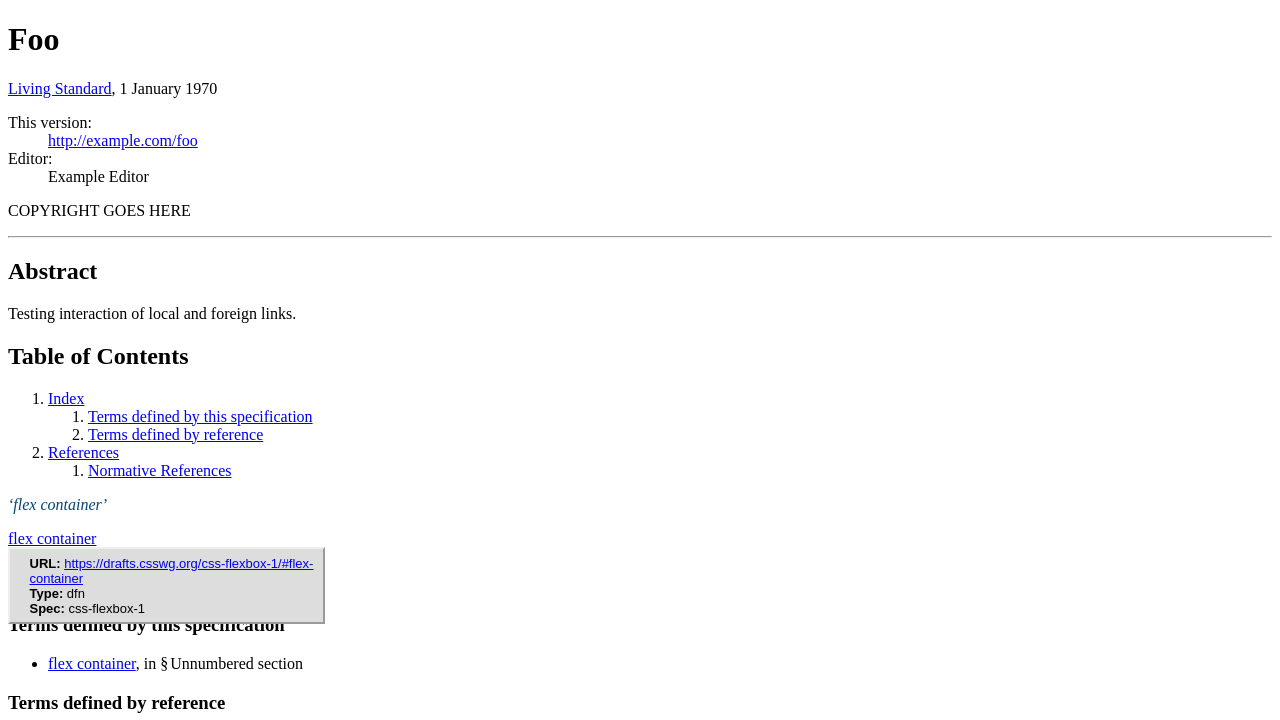 Foo
Living Standard, 1 January 1970
This version:
http://example.com/foo
Editor:
Example Editor
COPYRIGHT GOES HERE
Abstract
Testing interaction of local and foreign links.
Table of Contents
1. Index
1. Terms defined by this specification
2. Terms defined by reference
2. References
1. Normative References
‘flex container’
flex container
URL: https://drafts.csswg.org/css-flexbox-1/#flex-
container
Type: dfn
Spec: css-flexbox-1
Terms defined by this specification
• flex container, in § Unnumbered section
Terms defined by reference